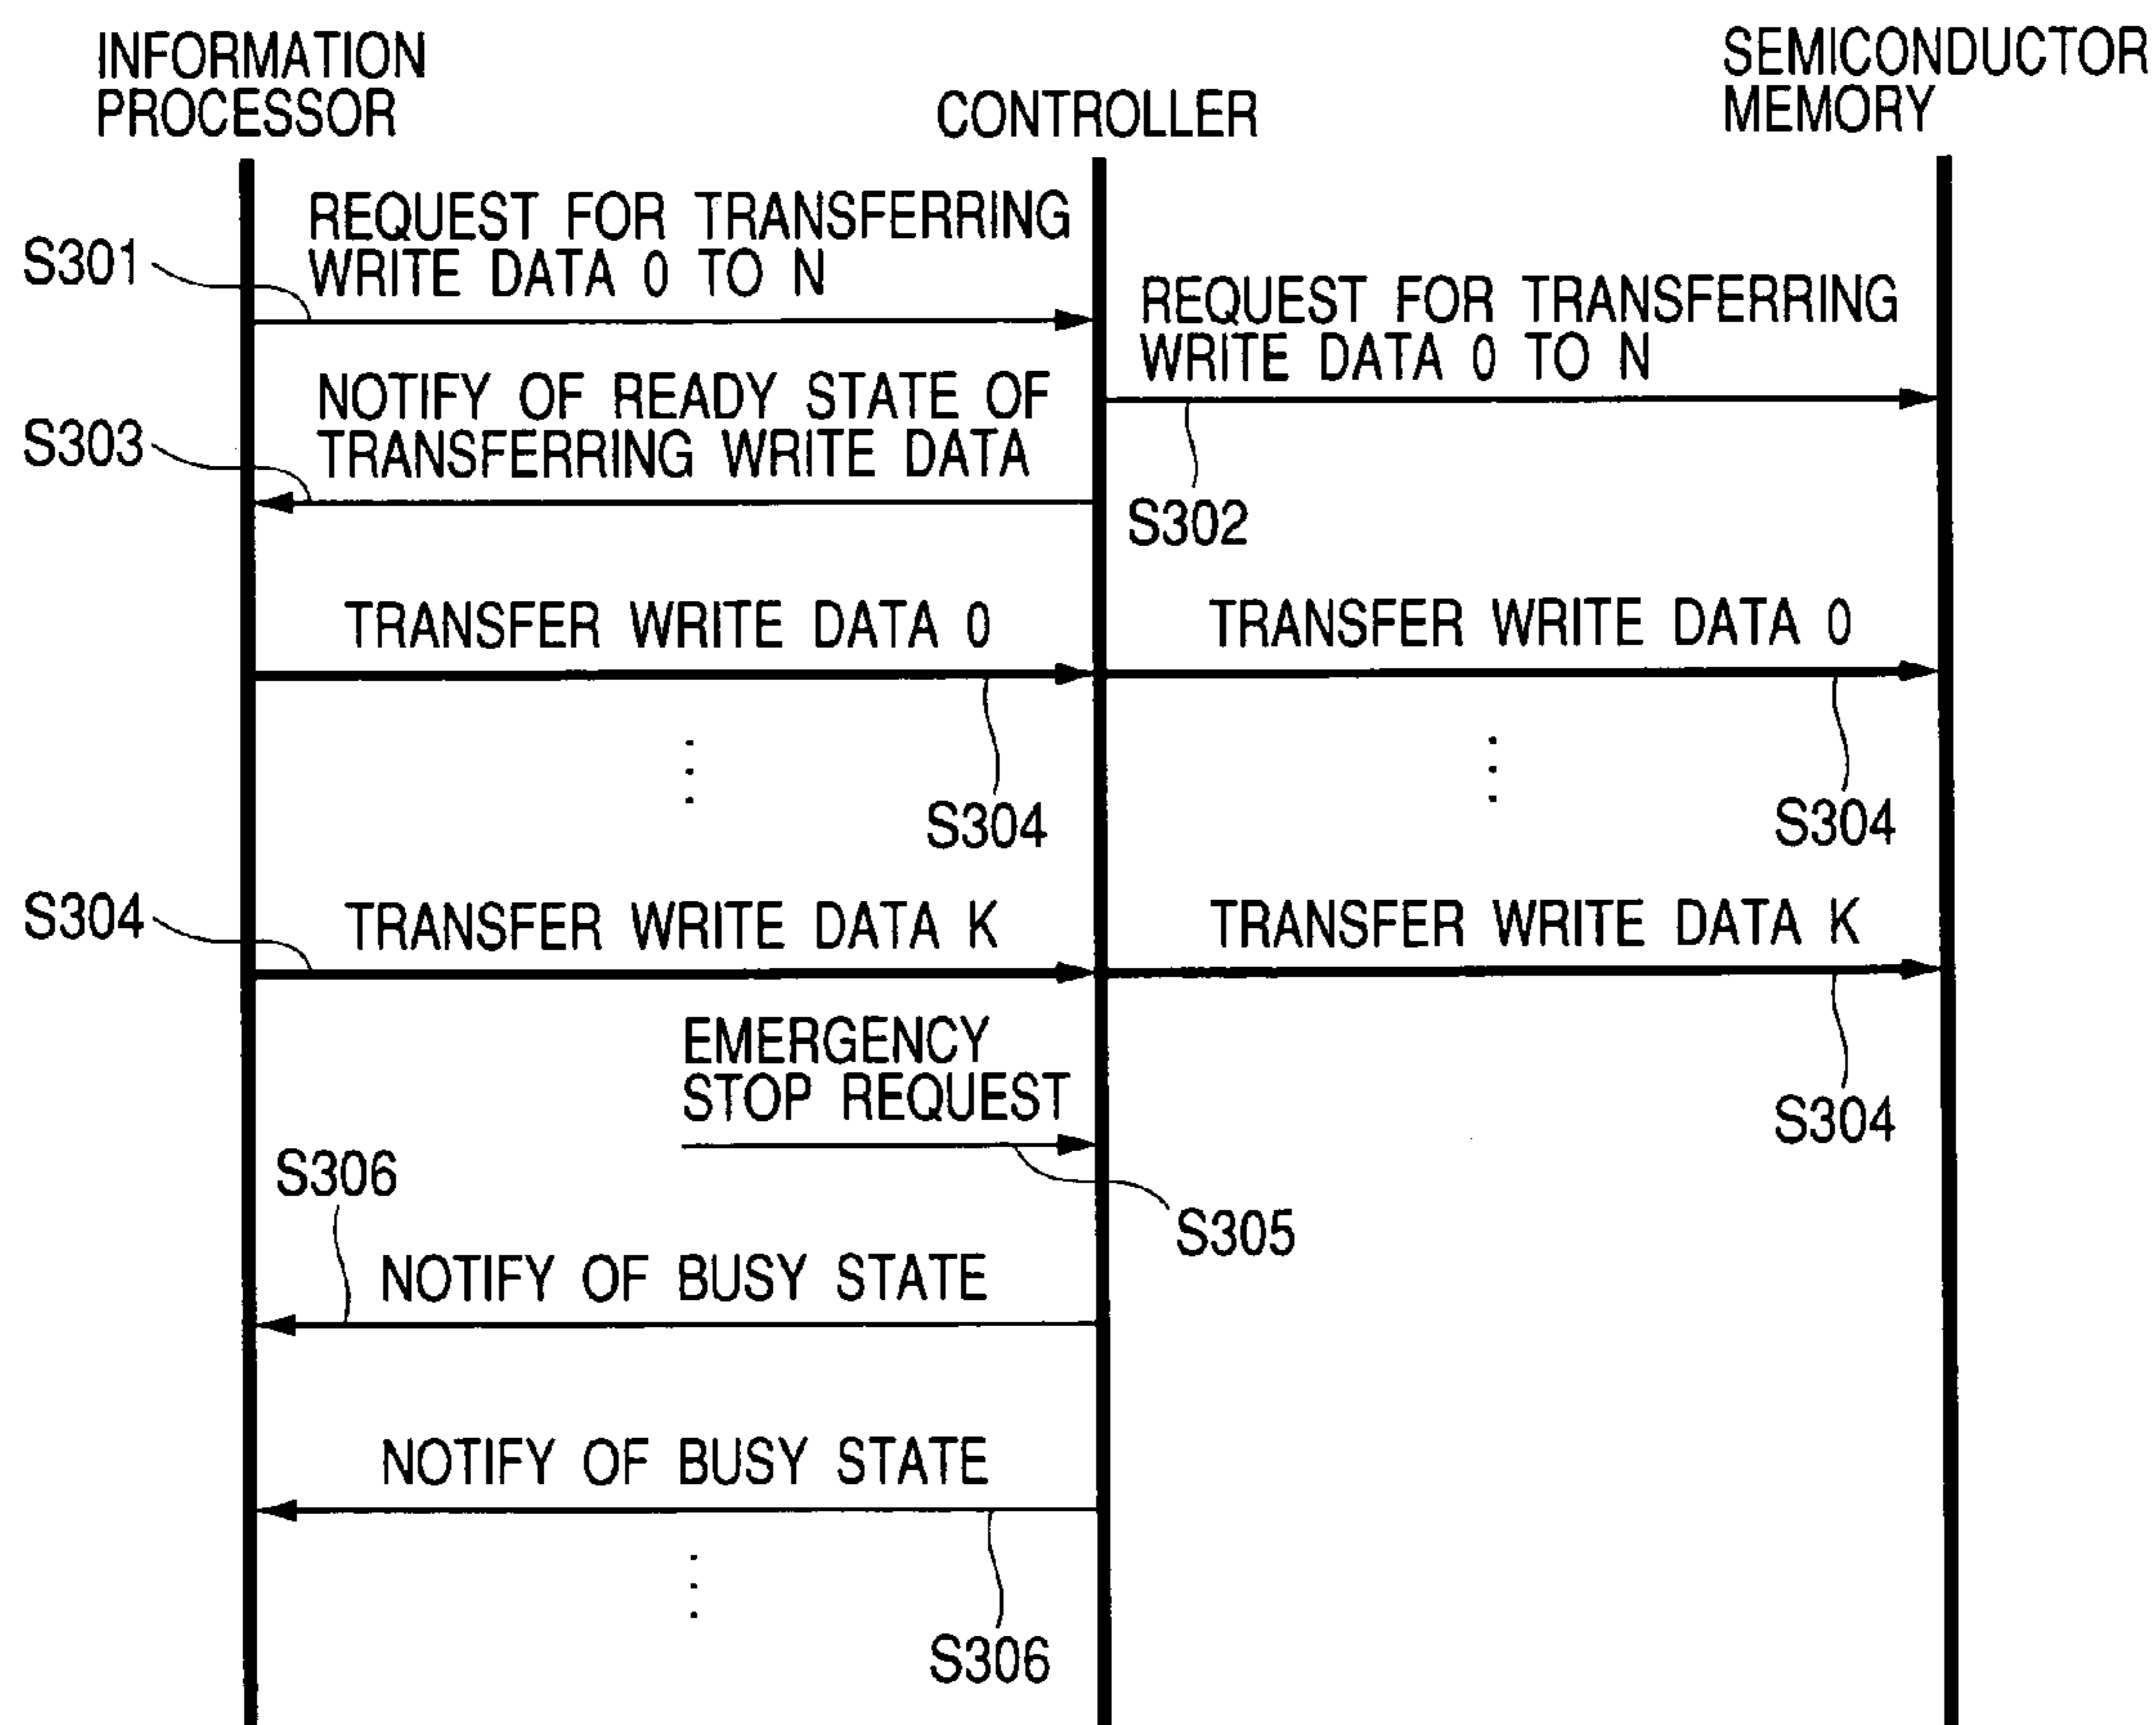 INFORMATION
PROCESSOR
CONTROLLER
SEMICONDUCTOR
MEMORY
S301
REQUEST FOR TRANSFERRING
WRITE DATA 0 TO N
REQUEST FOR TRANSFERRING
WRITE DATA 0 TO N
S303
NOTIFY OF READY STATE OF
TRANSFERRING WRITE DATA
S302
TRANSFER WRITE DATA 0
TRANSFER WRITE DATA 0
S304
S304
S304
TRANSFER WRITE DATA K
TRANSFER WRITE DATA K
EMERGENCY
STOP REQUEST
S304
S306
S305
NOTIFY OF BUSY STATE
NOTIFY OF BUSY STATE
S306